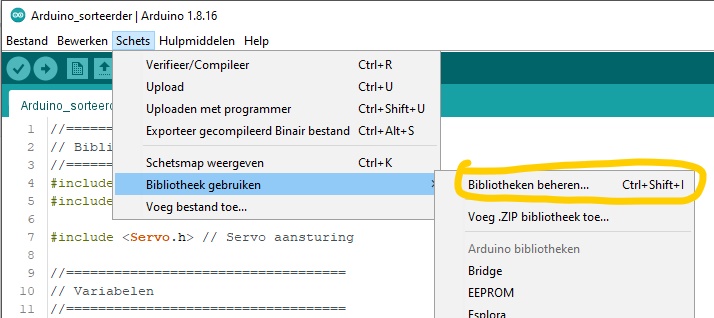 Arduino_sorteerder | Arduino 1.8.16
Bestand Bewerken Schets Hulpmiddelen Help
Verifieer/Compileer Ctrl+R
Upload Ctrl+U
Uploaden met programmer Ctrl+Shift+U
Exporteer gecompileerd Binair bestand Ctrl+Alt+S
Schetsmap weergeven Ctrl+K
Bibliotheek gebruiken
Voeg bestand toe...
Bibliotheken beheren... Ctrl+Shift+I
Voeg .ZIP bibliotheek toe...
Arduino bibliotheken
Bridge
EEPROM
Esplora
Arduino_sorteerd
1 //=======
2 // Bibl
3 //=======
4 #include
5 #include
6
7 #include <Servo.h> // Servo aansturing
8
9 //==================================
10 // Variabelen
11 //==================================